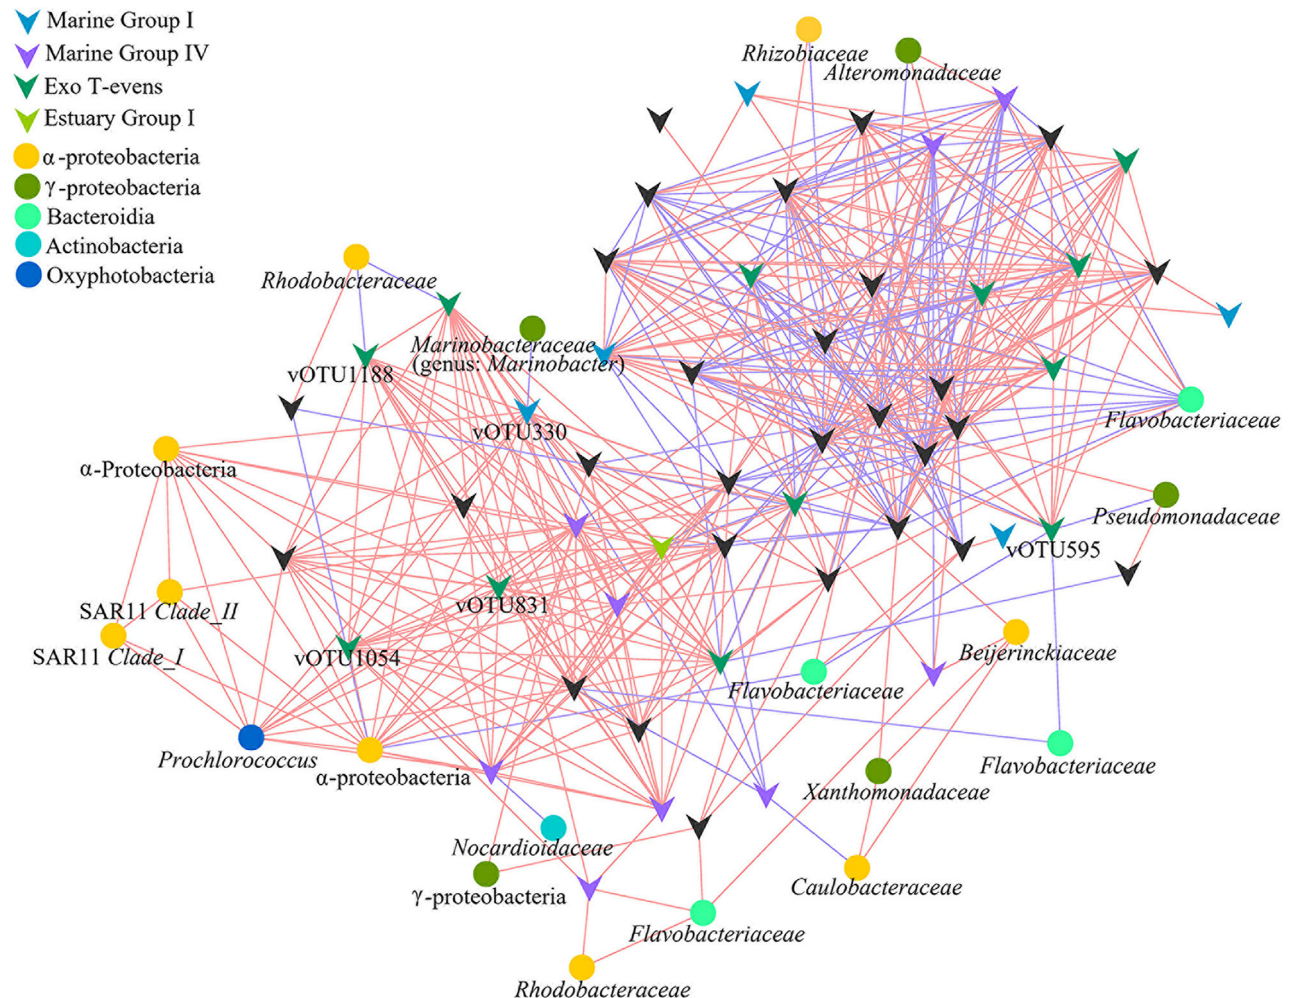 Marine Group I
Marine Group IV
Exo T-evens
Estuary Group I
α-proteobacteria
γ-proteobacteria
Bacteroidia
Actinobacteria
Oxyphotobacteria
Rhizobiaceae
Alteromonadaceae
Rhodobacteraceae
Marinobacteraceae
(genus: Marinobacter)
vOTU1188
vOTU330
Flavobacteriaceae
α-Proteobacteria
Pseudomonadaceae
vOTU595
SAR11 Clade_II
vOTU831
SAR11 Clade_I
vOTU1054
Beijerinckiaceae
Flavobacteriaceae
Prochlorococcus
α-proteobacteria
Flavobacteriaceae
Xanthomonadaceae
Nocardioidaceae
γ-proteobacteria
Caulobacteraceae
Flavobacteriaceae
Rhodobacteraceae